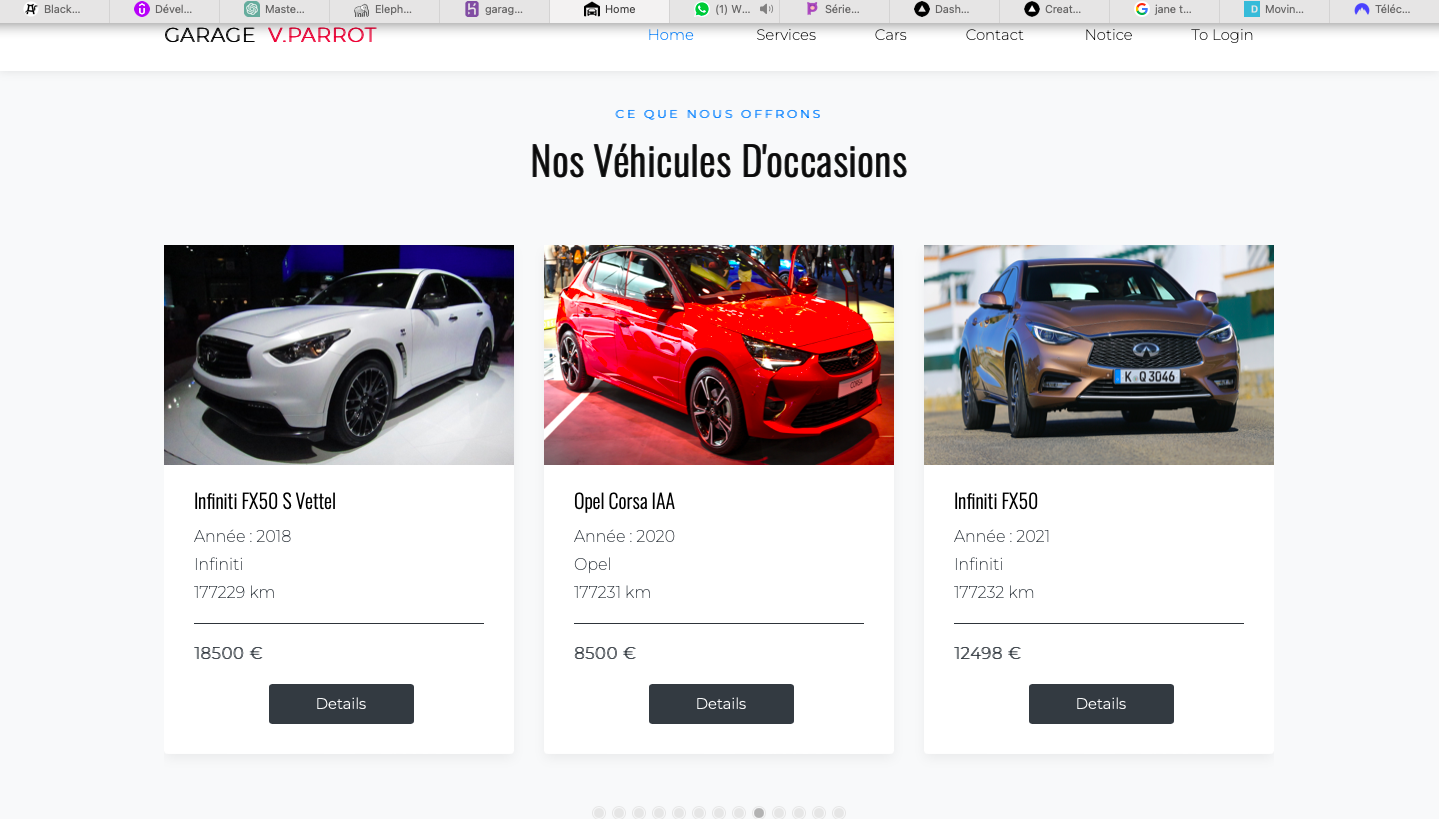 Black...
Dével...
Maste...
Eleph...
garag...
Home
(1) W...
Série...
Dash...
Creat...
jane t...
Movin...
Téléc...
GARAGE V.PARROT
Home Services Cars Contact Notice To Login
CE QUE NOUS OFFRONS
Nos Véhicules D'occasions
K Q 3046
CORSA
Infiniti FX50 S Vettel
Année : 2018
Infiniti
177229 km
18500 €
Details
Opel Corsa IAA
Année : 2020
Opel
177231 km
8500 €
Details
Infiniti FX50
Année : 2021
Infiniti
177232 km
12498 €
Details